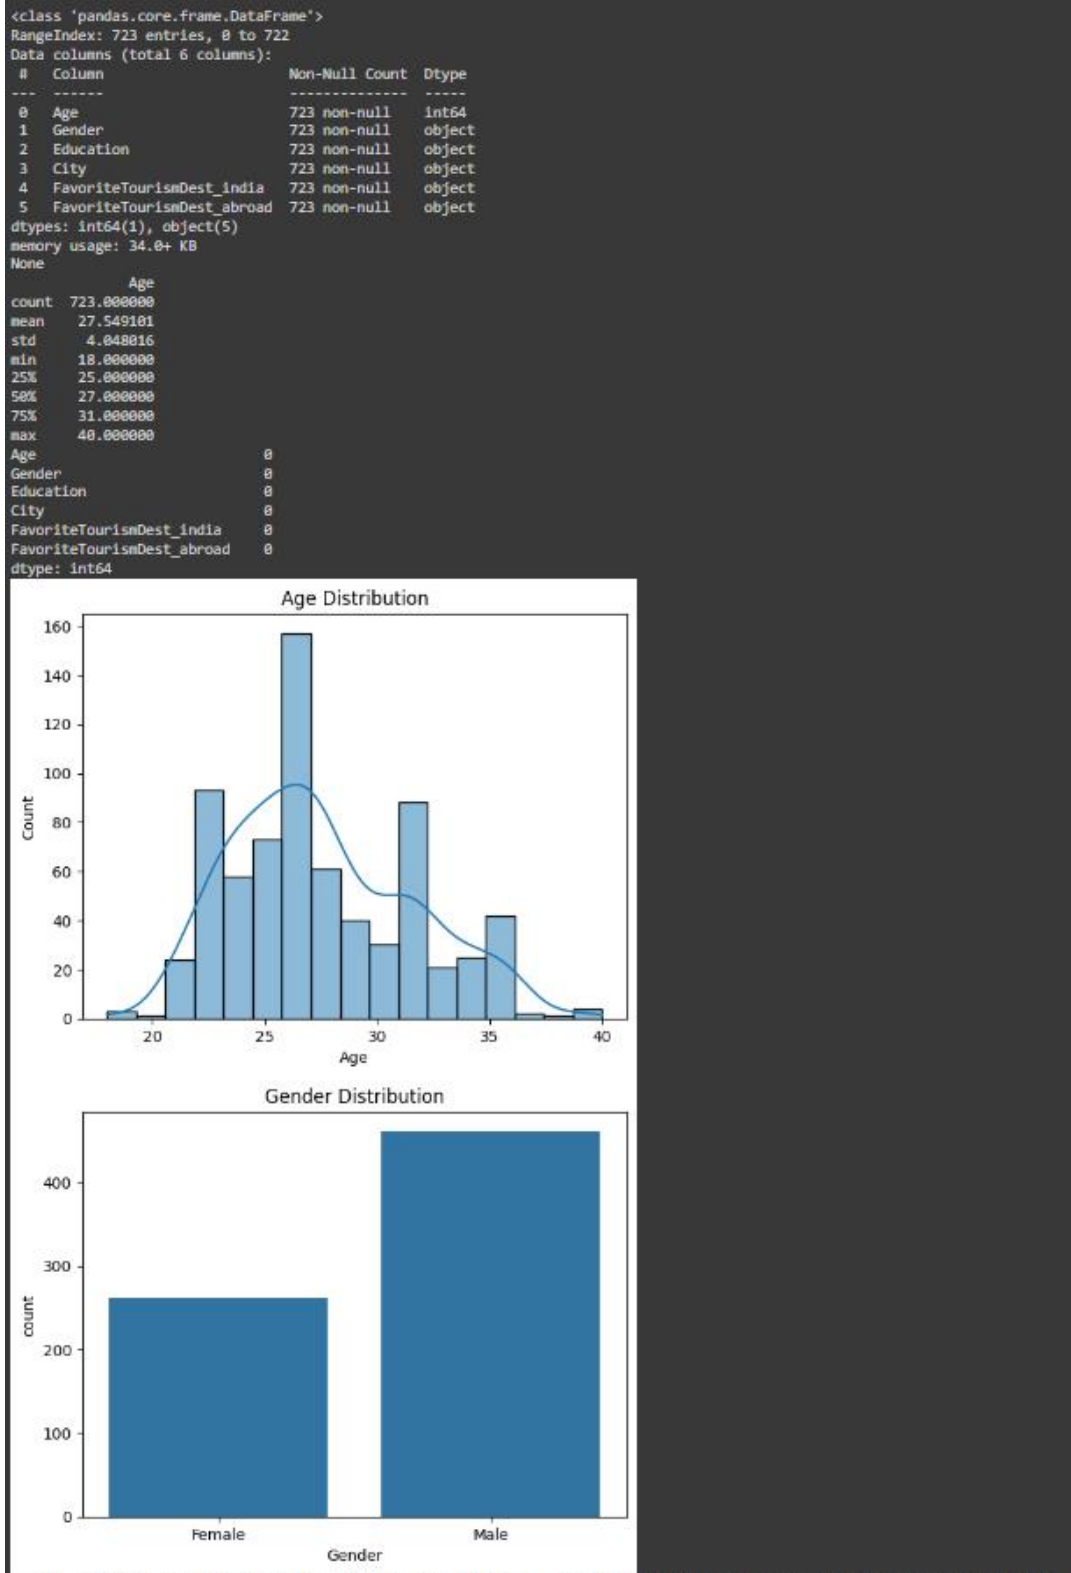 <class 'pandas.core.frame.DataFrame'>
RangeIndex: 723 entries, 0 to 722
Data columns (total 6 columns):
# Column Non-Null Count Dtype
--- ------ -------------- -----
0 Age 723 non-null int64
1 Gender 723 non-null object
2 Education 723 non-null object
3 City 723 non-null object
4 FavoriteTourismDest_india 723 non-null object
5 FavoriteTourismDest_abroad 723 non-null object
dtypes: int64(1), object(5)
memory usage: 34.0+ KB
None
Age
count 723.000000
mean 27.549101
std 4.048016
min 18.000000
25% 25.000000
50% 27.000000
75% 31.000000
max 40.000000
Age 0
Gender 0
Education 0
City 0
FavoriteTourismDest_india 0
FavoriteTourismDest_abroad 0
dtype: int64
Age Distribution
160
140
120
100
80
60
40
20
0
Count
20 25 30 35 40
Age
Gender Distribution
400
300
200
100
0
count
Female Male
Gender